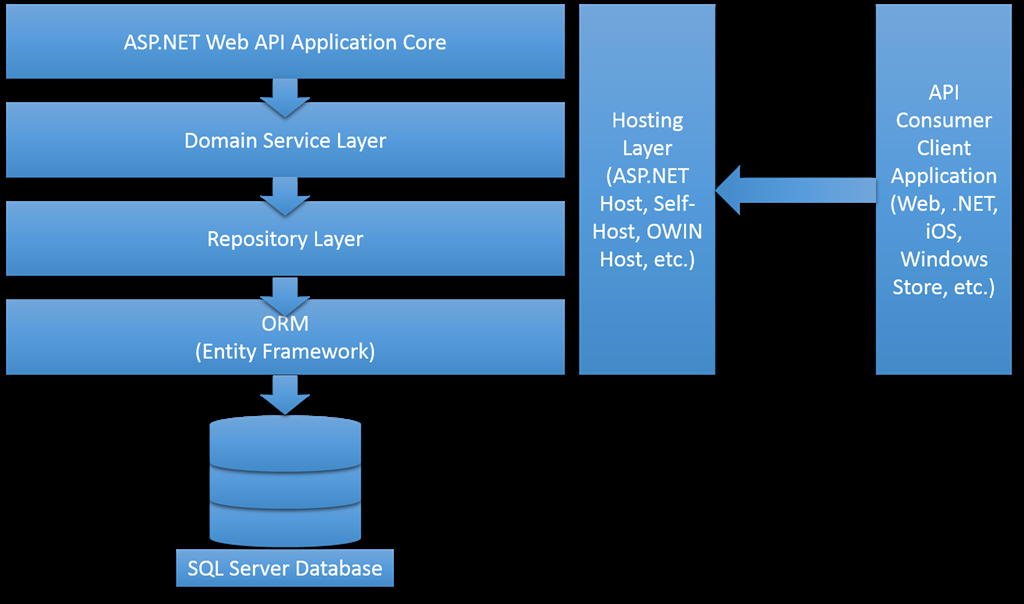 ASP.NET Web API Application Core
Domain Service Layer
Repository Layer
ORM
(Entity Framework)
SQL Server Database
Hosting
Layer
(ASP.NET
Host, Self-
Host, OWIN
Host, etc.)
API
Consumer
Client
Application
(Web, .NET,
iOS,
Windows
Store, etc.)